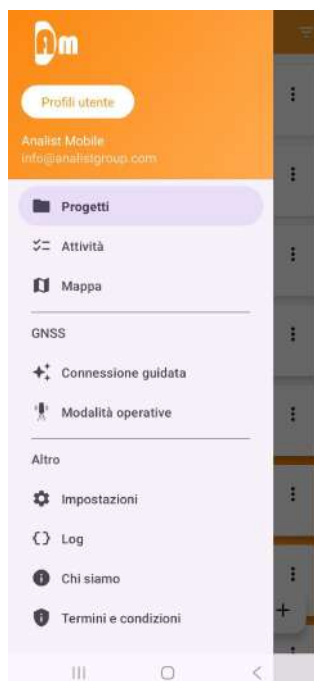 m
Profili utente
Analist Mobile
info@analistgroup.com
Progetti
Attività
Mappa
GNSS
Connessione guidata
Modalità operative
Altro
Impostazioni
Log
Chi siamo
Termini e condizioni